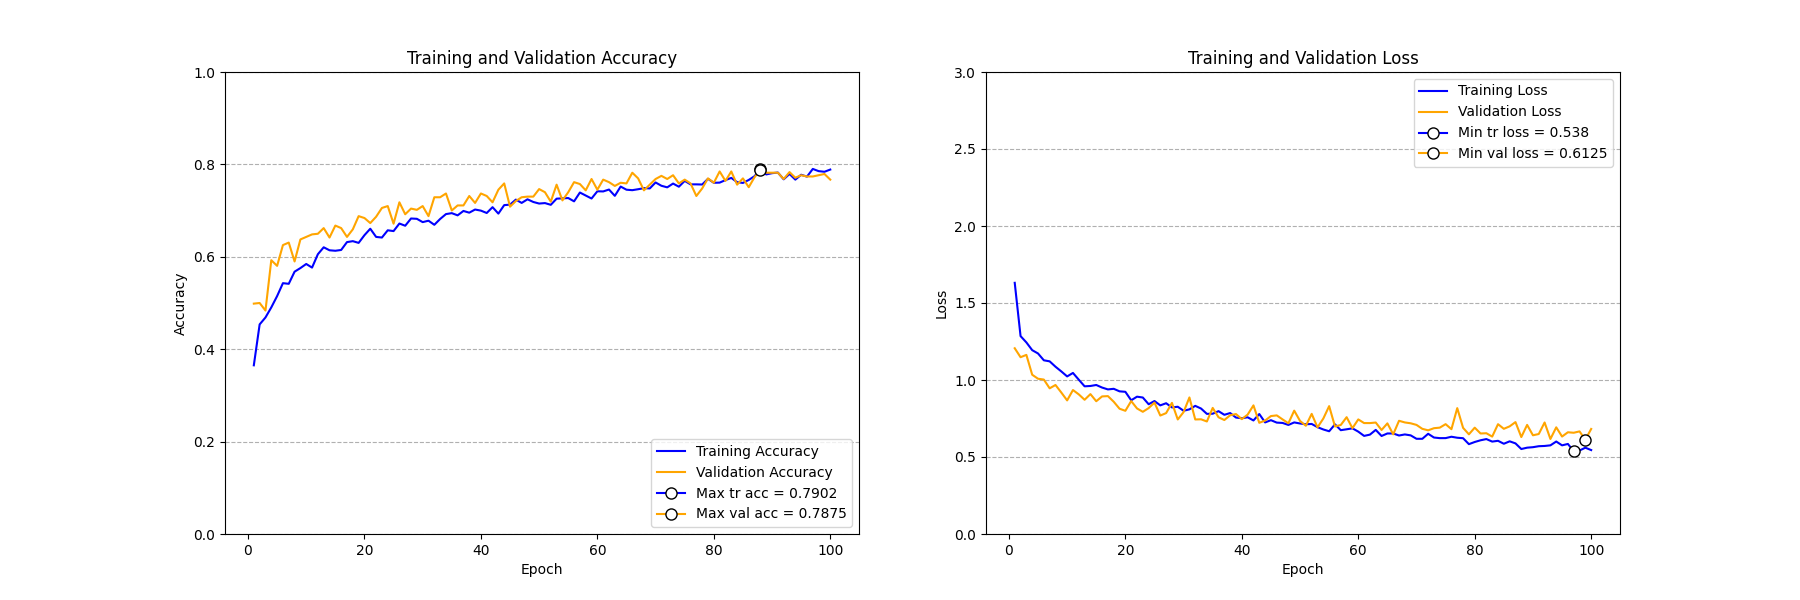 Training and Validation Accuracy
1.0
0.8
0.6
0.4
0.2
0.0
Accuracy
0
20
40
60
80
100
Epoch
Training Accuracy
Validation Accuracy
Max tr acc = 0.7902
Max val acc = 0.7875
Training and Validation Loss
3.0
2.5
2.0
1.5
1.0
0.5
0.0
Loss
0
20
40
60
80
100
Epoch
Training Loss
Validation Loss
Min tr loss = 0.538
Min val loss = 0.6125